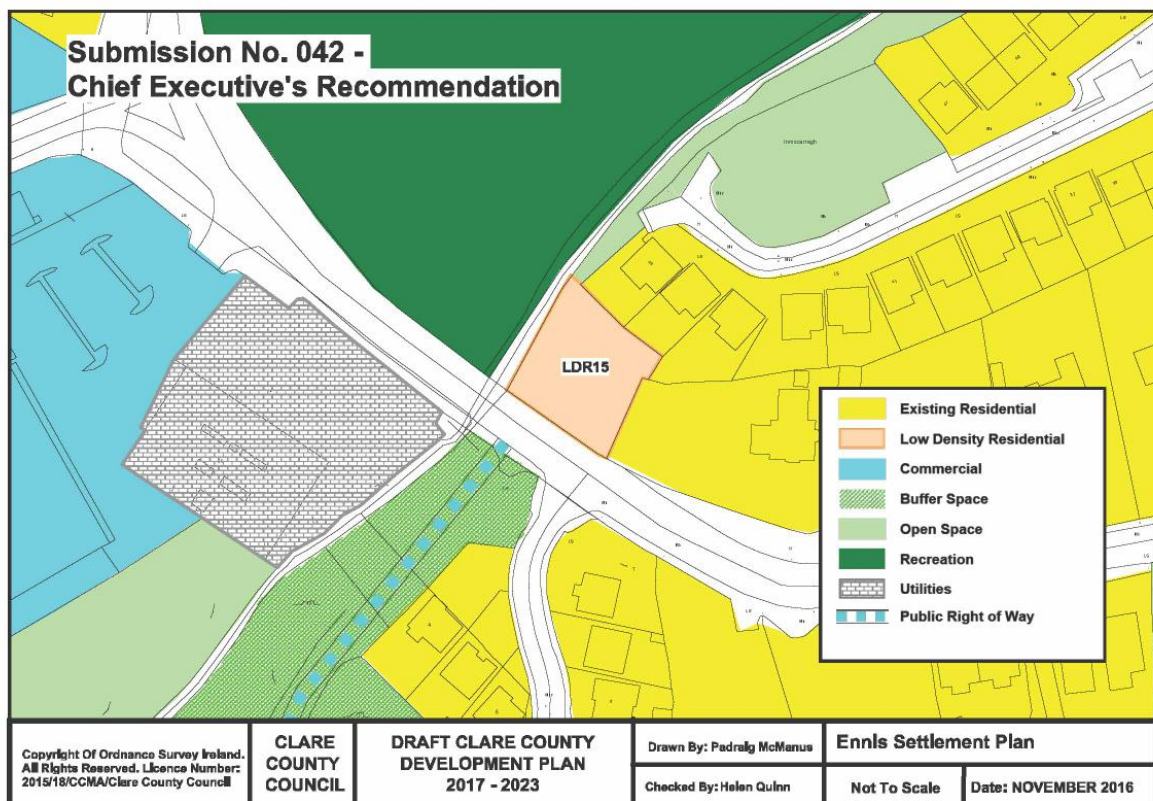 Submission No. 042 -
Chief Executive's Recommendation
LDR15
Existing Residential
Low Density Residential
Commercial
Buffer Space
Open Space
Recreation
Utilities
Public Right of Way
Copyright Of Ordnance Survey Ireland.
All Rights Reserved. Licence Number:
2015/18/CCMA/Clare County Council
CLARE
COUNTY
COUNCIL
DRAFT CLARE COUNTY
DEVELOPMENT PLAN
2017 - 2023
Drawn By: Padraig McManus
Checked By: Helen Quinn
Ennis Settlement Plan
Not To Scale
Date: NOVEMBER 2016